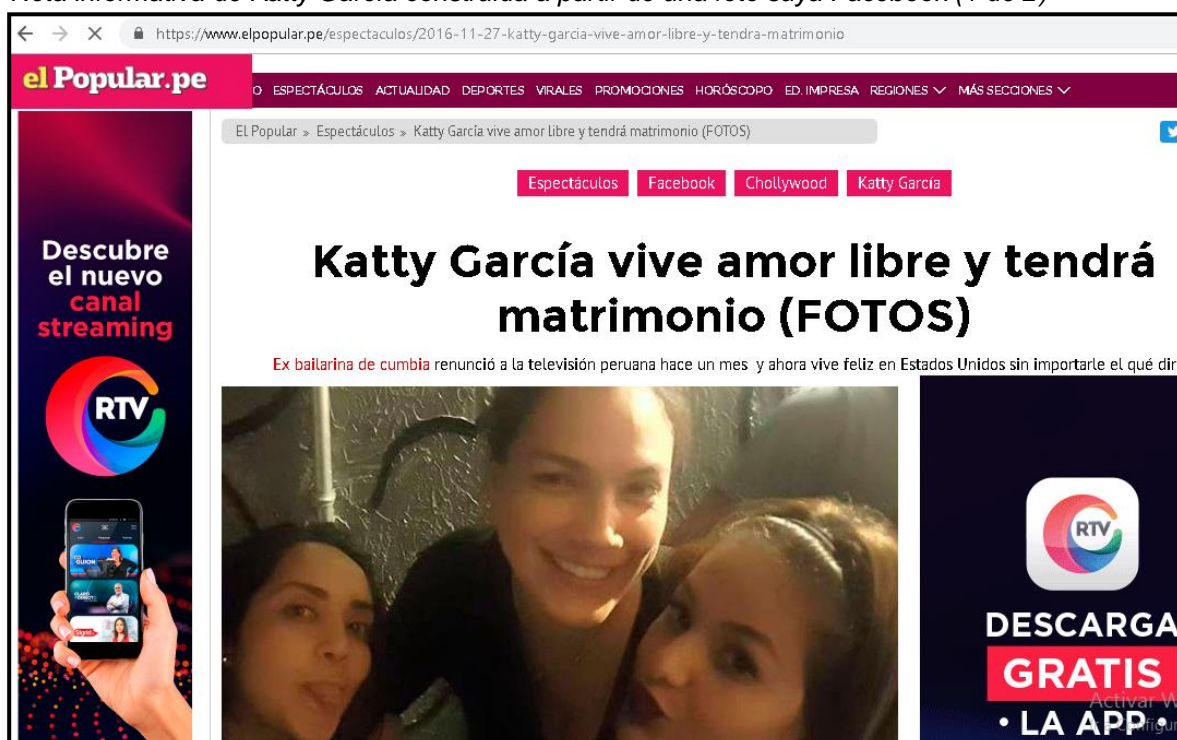 Nota informativa de Katty García construida a partir de una foto suya Facebook (1 de 2)
https://www.elpopular.pe/espectaculos/2016-11-27-katty-garcia-vive-amor-libre-y-tendra-matrimonio
el Popular.pe
O ESPECTÁCULOS ACTUALIDAD DEPORTES VIRALES PROMOCIONES HORÓSCOPO ED. IMPRESA REGIONES MÁS SECCIONES
El Popular » Espectáculos » Katty García vive amor libre y tendrá matrimonio (FOTOS)
Espectáculos Facebook Chollywood Katty García
Katty García vive amor libre y tendrá
matrimonio (FOTOS)
Ex bailarina de cumbia renunció a la televisión peruana hace un mes y ahora vive feliz en Estados Unidos sin importarle el qué dir
Descubre
el nuevo
canal
streaming
RTV
GUION
RTV
DESCARGA
GRATIS
Activar W
• LA APP •